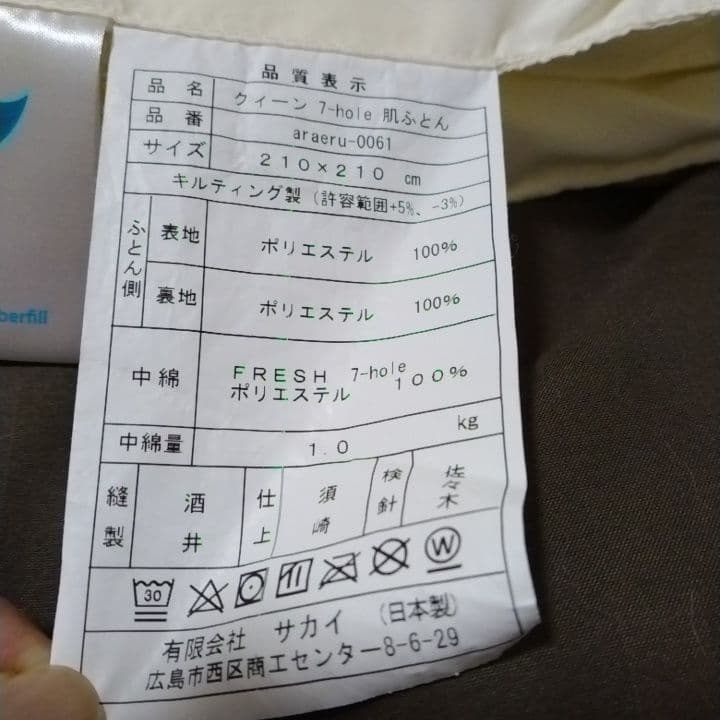 品質表示
品名 クィーン 7-hole 肌ふとん
品番 araeru-0061
サイズ 210×210 cm
キルティング製（許容範囲+5%、-3%）
ふとん側 表地 ポリエステル 100%
裏地 ポリエステル 100%
中綿 FRESH 7-hole
ポリエステル 100%
中綿量 1.0 kg
縫製 酒井 仕上 須崎 検針 佐々木
30 W
有限会社 サカイ （日本製）
広島市西区商工センター8-6-29
berfill